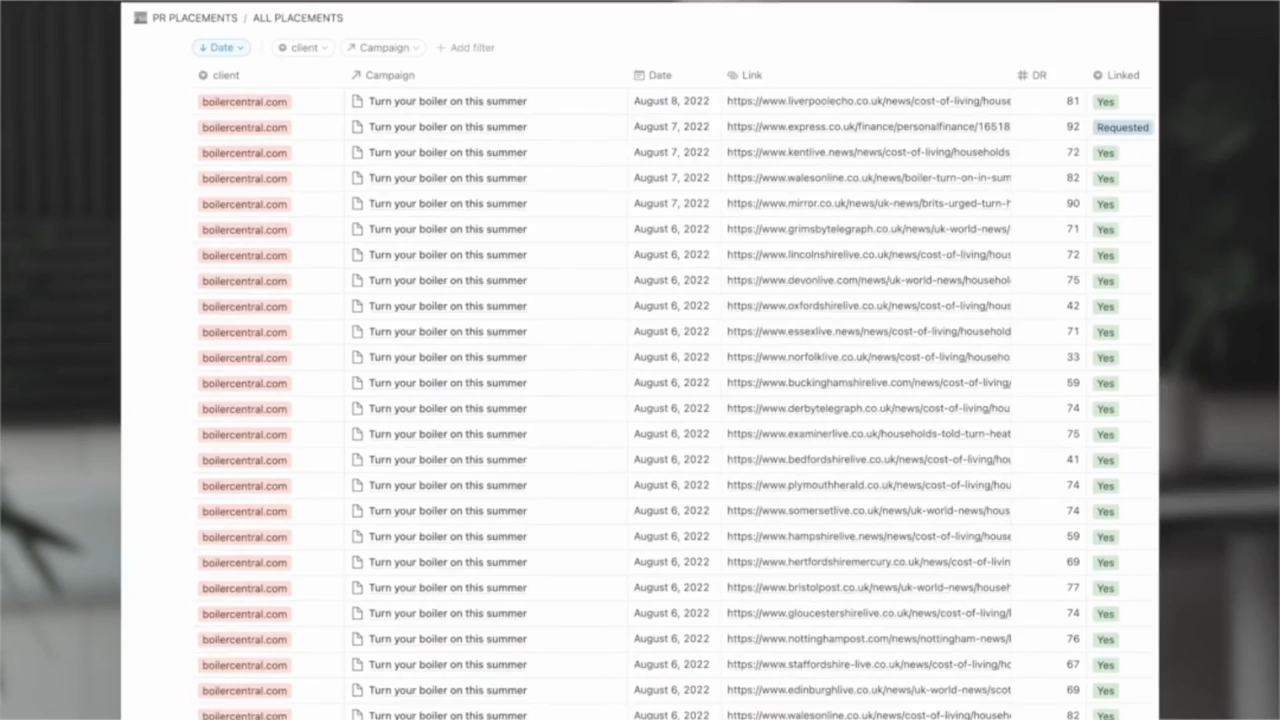 PR PLACEMENTS / ALL PLACEMENTS
Date client Campaign + Add filter
client Campaign Date Link # DR Linked
boilercentral.com Turn your boiler on this summer August 8, 2022 https://www.liverpoolecho.co.uk/news/cost-of-living/house 81 Yes
boilercentral.com Turn your boiler on this summer August 7, 2022 https://www.express.co.uk/finance/personalfinance/16518 92 Requested
boilercentral.com Turn your boiler on this summer August 7, 2022 https://www.kentlive.news/news/cost-of-living/households 72 Yes
boilercentral.com Turn your boiler on this summer August 7, 2022 https://www.walesonline.co.uk/news/boiler-turn-on-in-sum 82 Yes
boilercentral.com Turn your boiler on this summer August 7, 2022 https://www.mirror.co.uk/news/uk-news/brits-urged-turn-h 90 Yes
boilercentral.com Turn your boiler on this summer August 6, 2022 https://www.grimsbytelegraph.co.uk/news/uk-world-news/ 71 Yes
boilercentral.com Turn your boiler on this summer August 6, 2022 https://www.lincolnshirelive.co.uk/news/cost-of-living/hous 72 Yes
boilercentral.com Turn your boiler on this summer August 6, 2022 https://www.devonlive.com/news/uk-world-news/househol 75 Yes
boilercentral.com Turn your boiler on this summer August 6, 2022 https://www.oxfordshirelive.co.uk/news/cost-of-living/hous 42 Yes
boilercentral.com Turn your boiler on this summer August 6, 2022 https://www.essexlive.news/news/cost-of-living/household 71 Yes
boilercentral.com Turn your boiler on this summer August 6, 2022 https://www.norfolklive.co.uk/news/cost-of-living/househo 33 Yes
boilercentral.com Turn your boiler on this summer August 6, 2022 https://www.buckinghamshirelive.com/news/cost-of-living/ 59 Yes
boilercentral.com Turn your boiler on this summer August 6, 2022 https://www.derbytelegraph.co.uk/news/cost-of-living/hou 74 Yes
boilercentral.com Turn your boiler on this summer August 6, 2022 https://www.examinerlive.co.uk/households-told-turn-heat 75 Yes
boilercentral.com Turn your boiler on this summer August 6, 2022 https://www.bedfordshirelive.co.uk/news/cost-of-living/hou 41 Yes
boilercentral.com Turn your boiler on this summer August 6, 2022 https://www.plymouthherald.co.uk/news/cost-of-living/hou 74 Yes
boilercentral.com Turn your boiler on this summer August 6, 2022 https://www.somersetlive.co.uk/news/uk-world-news/hous 74 Yes
boilercentral.com Turn your boiler on this summer August 6, 2022 https://www.hampshirelive.news/news/cost-of-living/house 59 Yes
boilercentral.com Turn your boiler on this summer August 6, 2022 https://www.hertfordshiremercury.co.uk/news/cost-of-livin 69 Yes
boilercentral.com Turn your boiler on this summer August 6, 2022 https://www.bristolpost.co.uk/news/uk-world-news/househ 77 Yes
boilercentral.com Turn your boiler on this summer August 6, 2022 https://www.gloucestershirelive.co.uk/news/cost-of-living/l 74 Yes
boilercentral.com Turn your boiler on this summer August 6, 2022 https://www.nottinghampost.com/news/nottingham-news/l 76 Yes
boilercentral.com Turn your boiler on this summer August 6, 2022 https://www.staffordshire-live.co.uk/news/cost-of-living/ho 67 Yes
boilercentral.com Turn your boiler on this summer August 6, 2022 https://www.edinburghlive.co.uk/news/uk-world-news/scot 69 Yes
boilercentral.com Turn your boiler on this summer August 6, 2022 https://www.walesonline.co.uk/news/cost-of-living/househ 82 Yes